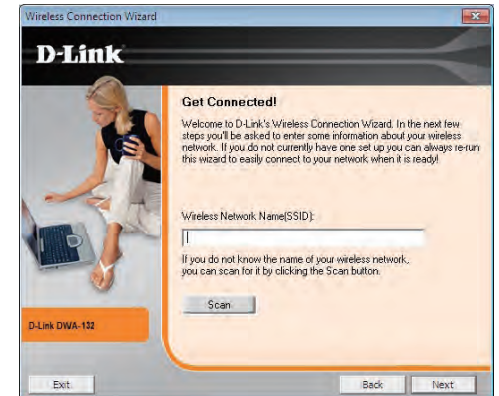 Wireless Connection Wizard
D-Link
Get Connected!
Welcome to D-Link's Wireless Connection Wizard. In the next few
steps you'll be asked to enter some information about your wireless
network. If you do not currently have one set up you can always re-run
this wizard to easily connect to your network when it is ready!
Wireless Network Name(SSID):
If you do not know the name of your wireless network,
you can scan for it by clicking the Scan button.
Scan
D-Link DWA-132
Exit
Back
Next